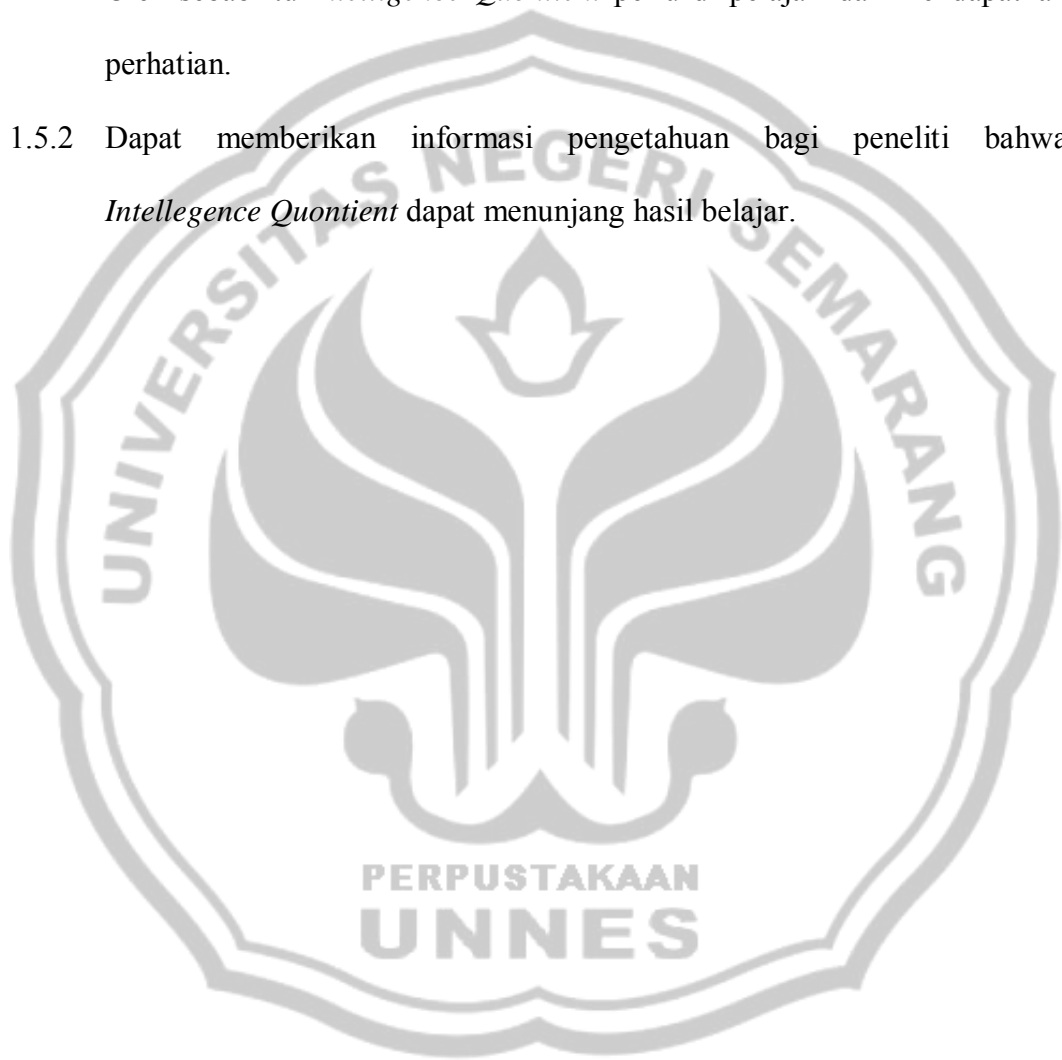 perhatian.
1.5.2 Dapat memberikan informasi pengetahuan bagi peneliti bahwa
Intellegence Quontient dapat menunjang hasil belajar.
UNIVERSITAS NEGERI SEMARANG
PERPUSTAKAAN
UNNES